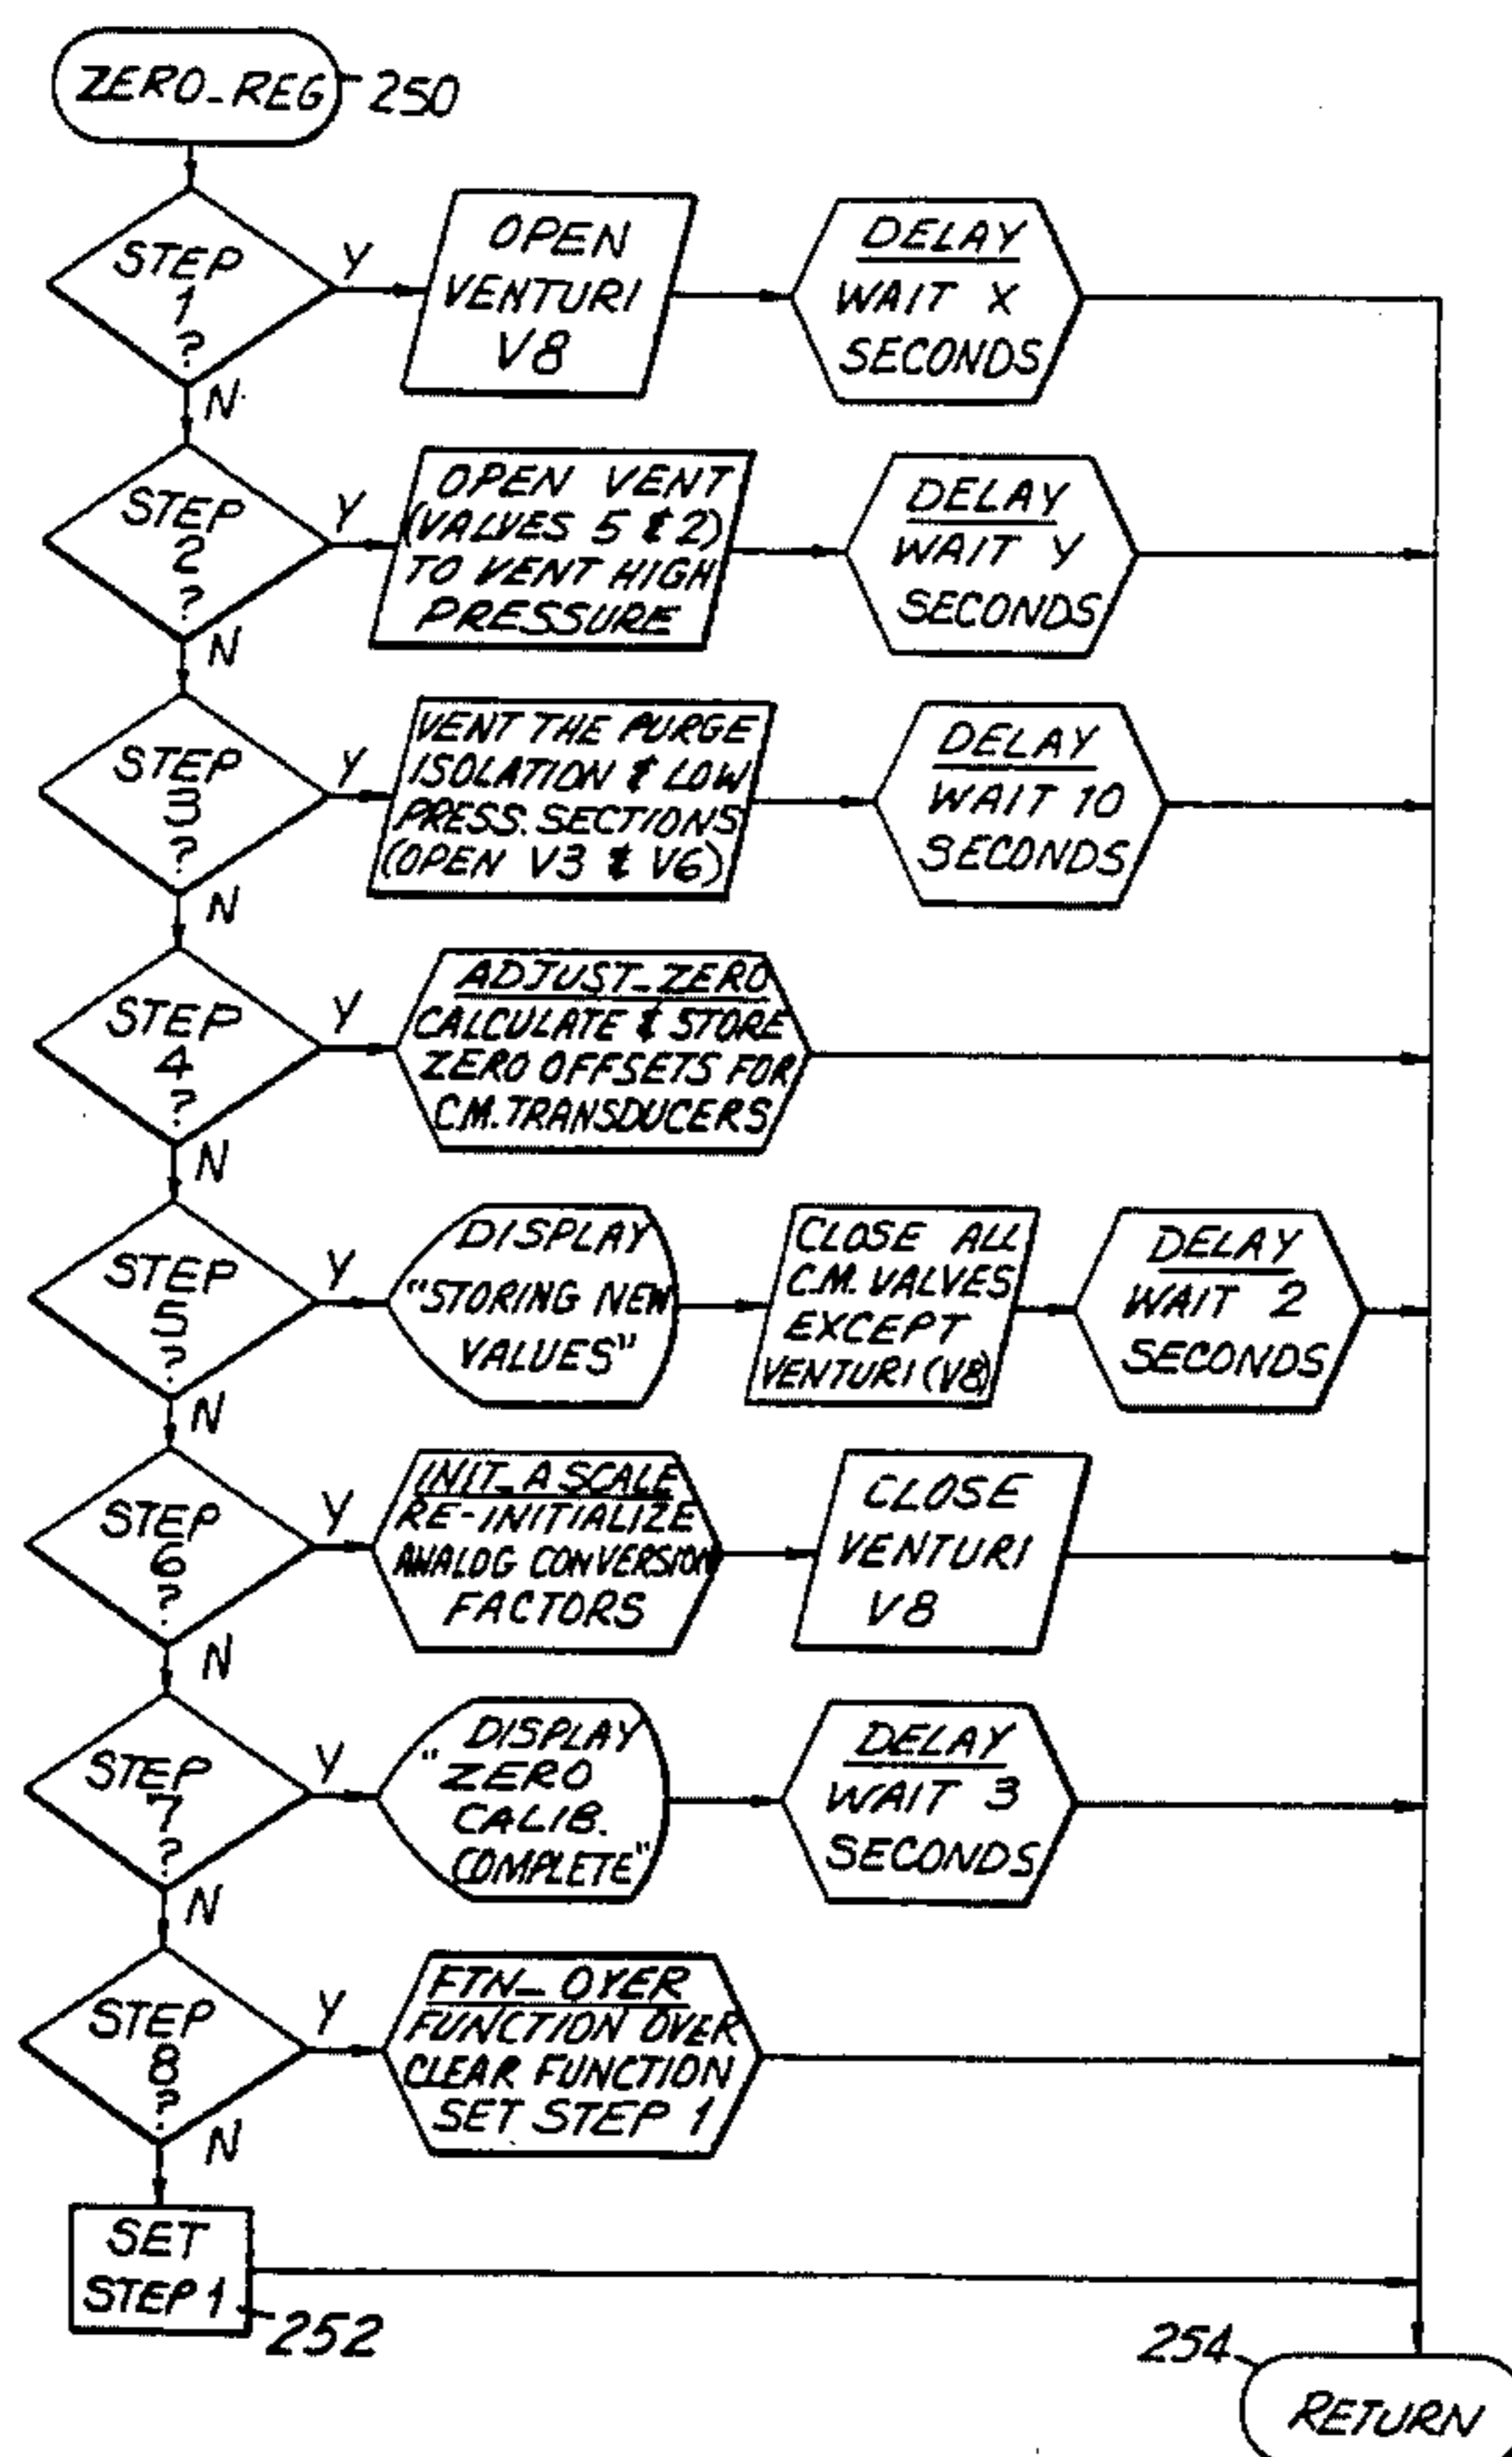 ZERO_REG
250
STEP
1
?
Y
N
OPEN
VENTURI
V8
DELAY
WAIT X
SECONDS
STEP
2
?
Y
N
OPEN VENT
(VALVES 5 & 2)
TO VENT HIGH
PRESSURE
DELAY
WAIT Y
SECONDS
STEP
3
?
Y
N
VENT THE PURGE
ISOLATION & LOW
PRESS. SECTIONS
(OPEN V3 & V6)
DELAY
WAIT 10
SECONDS
STEP
4
?
Y
N
ADJUST_ZERO
CALCULATE & STORE
ZERO OFFSETS FOR
C.M. TRANSDUCERS
STEP
5
?
Y
N
DISPLAY
"STORING NEW
VALUES"
CLOSE ALL
C.M. VALVES
EXCEPT
VENTURI (V8)
DELAY
WAIT 2
SECONDS
STEP
6
?
Y
N
INIT_A SCALE
RE-INITIALIZE
ANALOG CONVERSION
FACTORS
CLOSE
VENTURI
V8
STEP
7
?
Y
N
DISPLAY
"ZERO
CALIB.
COMPLETE"
DELAY
WAIT 3
SECONDS
STEP
8
?
Y
N
FTN_OVER
FUNCTION OVER
CLEAR FUNCTION
SET STEP 1
SET
STEP 1
252
254
RETURN